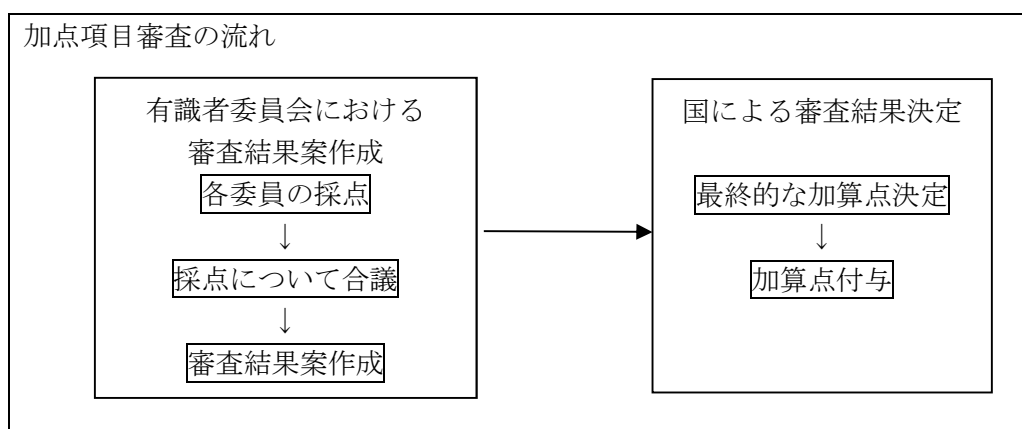 加点項目審査の流れ
有識者委員会における
審査結果案作成
各委員の採点
↓
採点について合議
↓
審査結果案作成
国による審査結果決定
最終的な加算点決定
↓
加算点付与